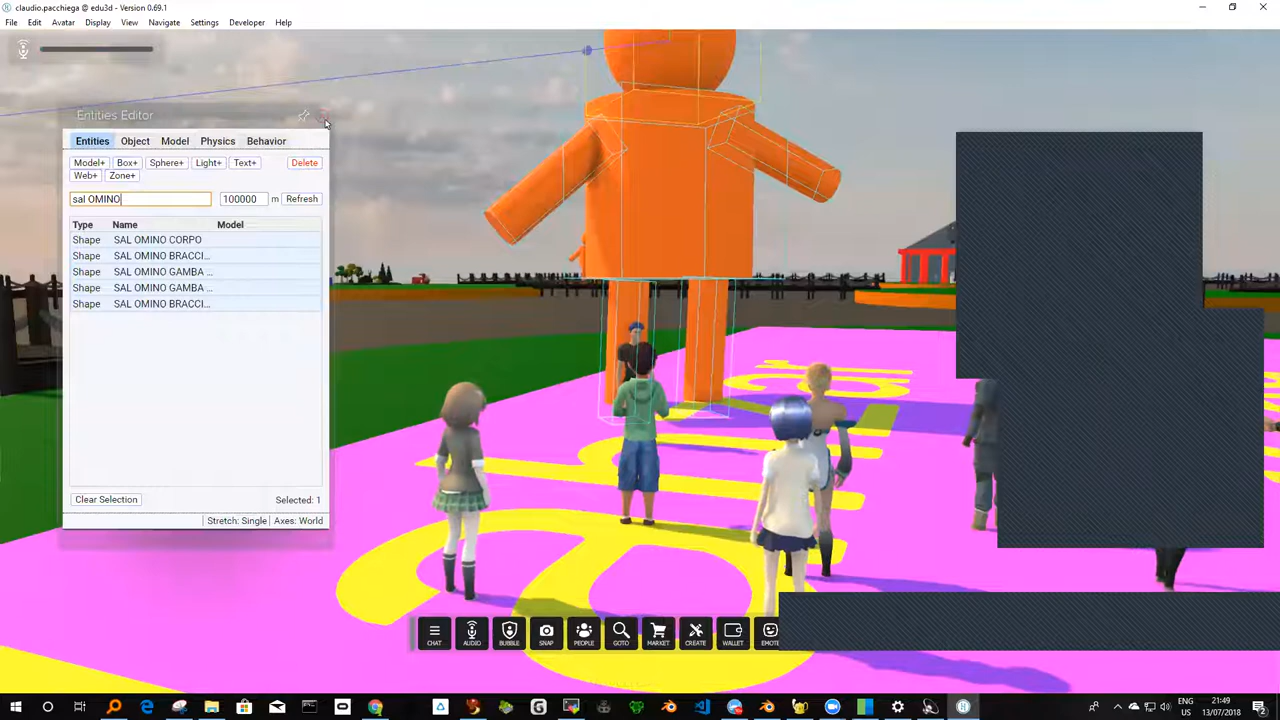 claudio.pacchiega @ edu3d - Version 0.69.1
File Edit Avatar Display View Navigate Settings Developer Help
Entities Editor
Entities Object Model Physics Behavior
Model+ Box+ Sphere+ Light+ Text+ Delete
Web+ Zone+
sal OMINO 100000 m Refresh
Type Name Model
Shape SAL OMINO CORPO
Shape SAL OMINO BRACCI...
Shape SAL OMINO GAMBA ...
Shape SAL OMINO GAMBA ...
Shape SAL OMINO BRACCI...
Clear Selection Selected: 1
Stretch: Single Axes: World
CHAT AUDIO BUBBLE SNAP PEOPLE GOTO MARKET CREATE WALLET EMOTE
ENG 21:49
US 13/07/2018